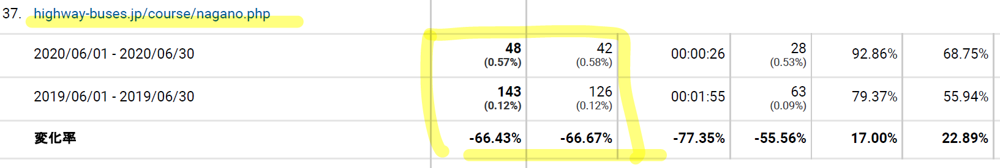 37. highway-buses.jp/course/nagano.php
2020/06/01 - 2020/06/30 48 42 00:00:26 28 92.86% 68.75%
(0.57%) (0.58%) (0.53%)
2019/06/01 - 2019/06/30 143 126 00:01:55 63 79.37% 55.94%
(0.12%) (0.12%) (0.09%)
変化率 -66.43% -66.67% -77.35% -55.56% 17.00% 22.89%